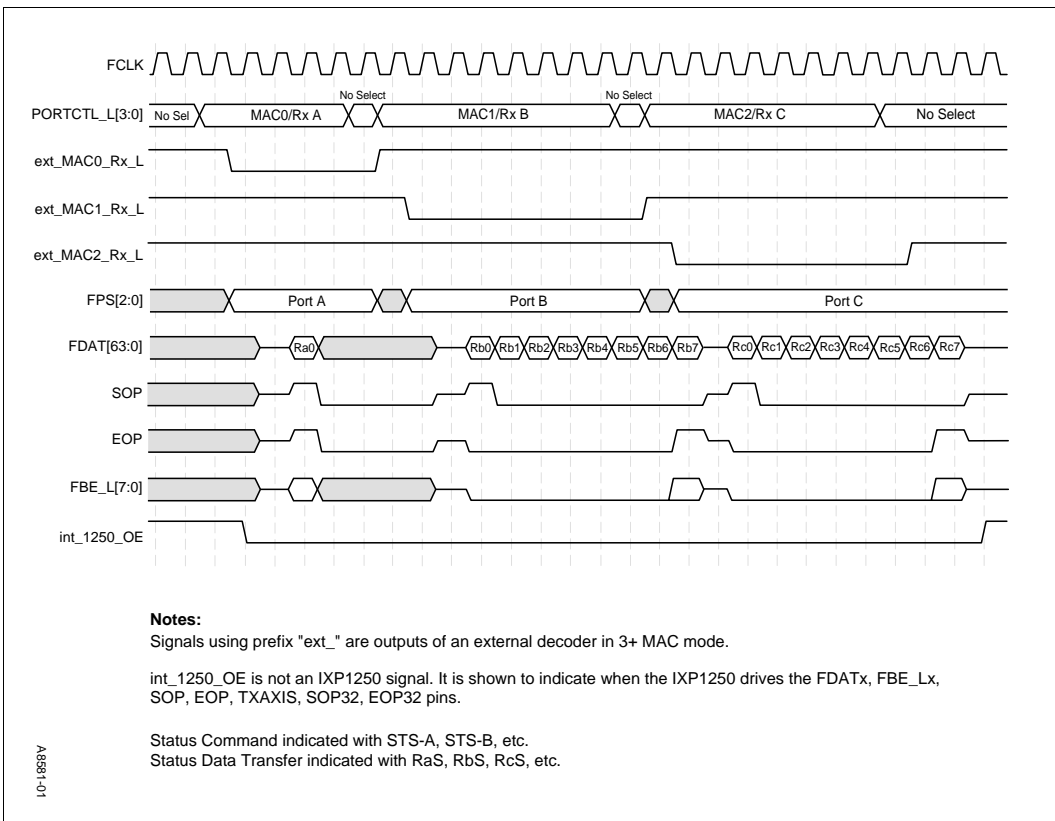 FCLK
No Select No Select
PORTCTL_L[3:0] No Sel MAC0/Rx A MAC1/Rx B MAC2/Rx C No Select
ext_MAC0_Rx_L
ext_MAC1_Rx_L
ext_MAC2_Rx_L
FPS[2:0] Port A Port B Port C
FDAT[63:0] Ra0 Rb0 Rb1 Rb2 Rb3 Rb4 Rb5 Rb6 Rb7 Rc0 Rc1 Rc2 Rc3 Rc4 Rc5 Rc6 Rc7
SOP
EOP
FBE_L[7:0]
int_1250_OE
Notes:
Signals using prefix "ext_" are outputs of an external decoder in 3+ MAC mode.
int_1250_OE is not an IXP1250 signal. It is shown to indicate when the IXP1250 drives the FDATx, FBE_Lx,
SOP, EOP, TXAXIS, SOP32, EOP32 pins.
Status Command indicated with STS-A, STS-B, etc.
Status Data Transfer indicated with RaS, RbS, RcS, etc.
A8581-01